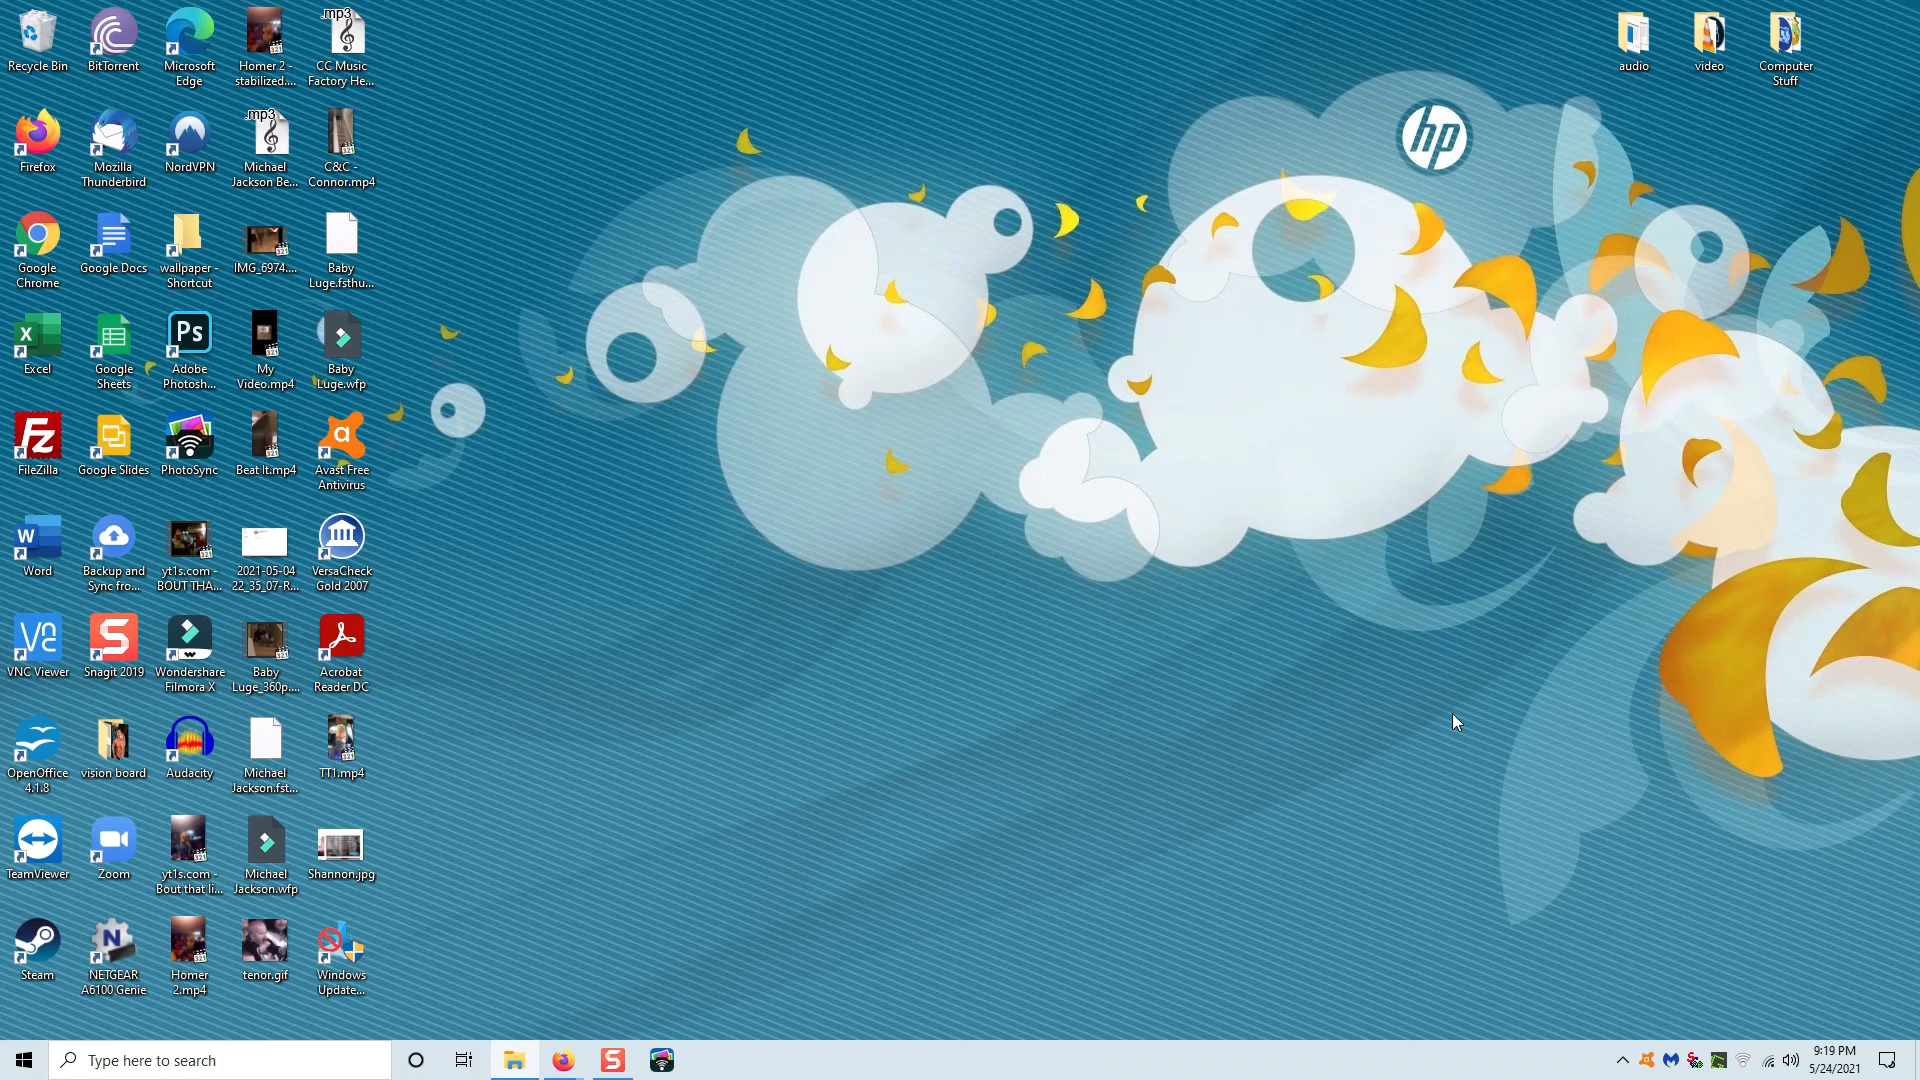 Recycle Bin
BitTorrent
Microsoft
Edge
Homer 2 -
stabilized....
.mp3
CC Music
Factory He...
audio
video
Computer
Stuff
hp
Firefox
Mozilla
Thunderbird
NordVPN
.mp3
Michael
Jackson Be...
C&C -
Connor.mp4
Google
Chrome
Google Docs
wallpaper -
Shortcut
IMG_6974....
Baby
Luge.fsthu...
X
Excel
Google
Sheets
Ps
Adobe
Photosh...
My
Video.mp4
Baby
Luge.wfp
Fz
FileZilla
Google Slides
PhotoSync
Beat It.mp4
a
Avast Free
Antivirus
W
Word
Backup and
Sync fro...
yt1s.com -
BOUT THA...
2021-05-04
22_35_07-R...
VersaCheck
Gold 2007
VNC Viewer
S
Snagit 2019
Wondershare
Filmora X
Baby
Luge_360p....
Acrobat
Reader DC
OpenOffice
4.1.8
vision board
Audacity
Michael
Jackson.fst...
TT1.mp4
TeamViewer
Zoom
yt1s.com -
Bout that li...
Michael
Jackson.wfp
Shannon.jpg
Steam
N
NETGEAR
A6100 Genie
Homer
2.mp4
tenor.gif
Windows
Update...
Type here to search
S
9:19 PM
5/24/2021